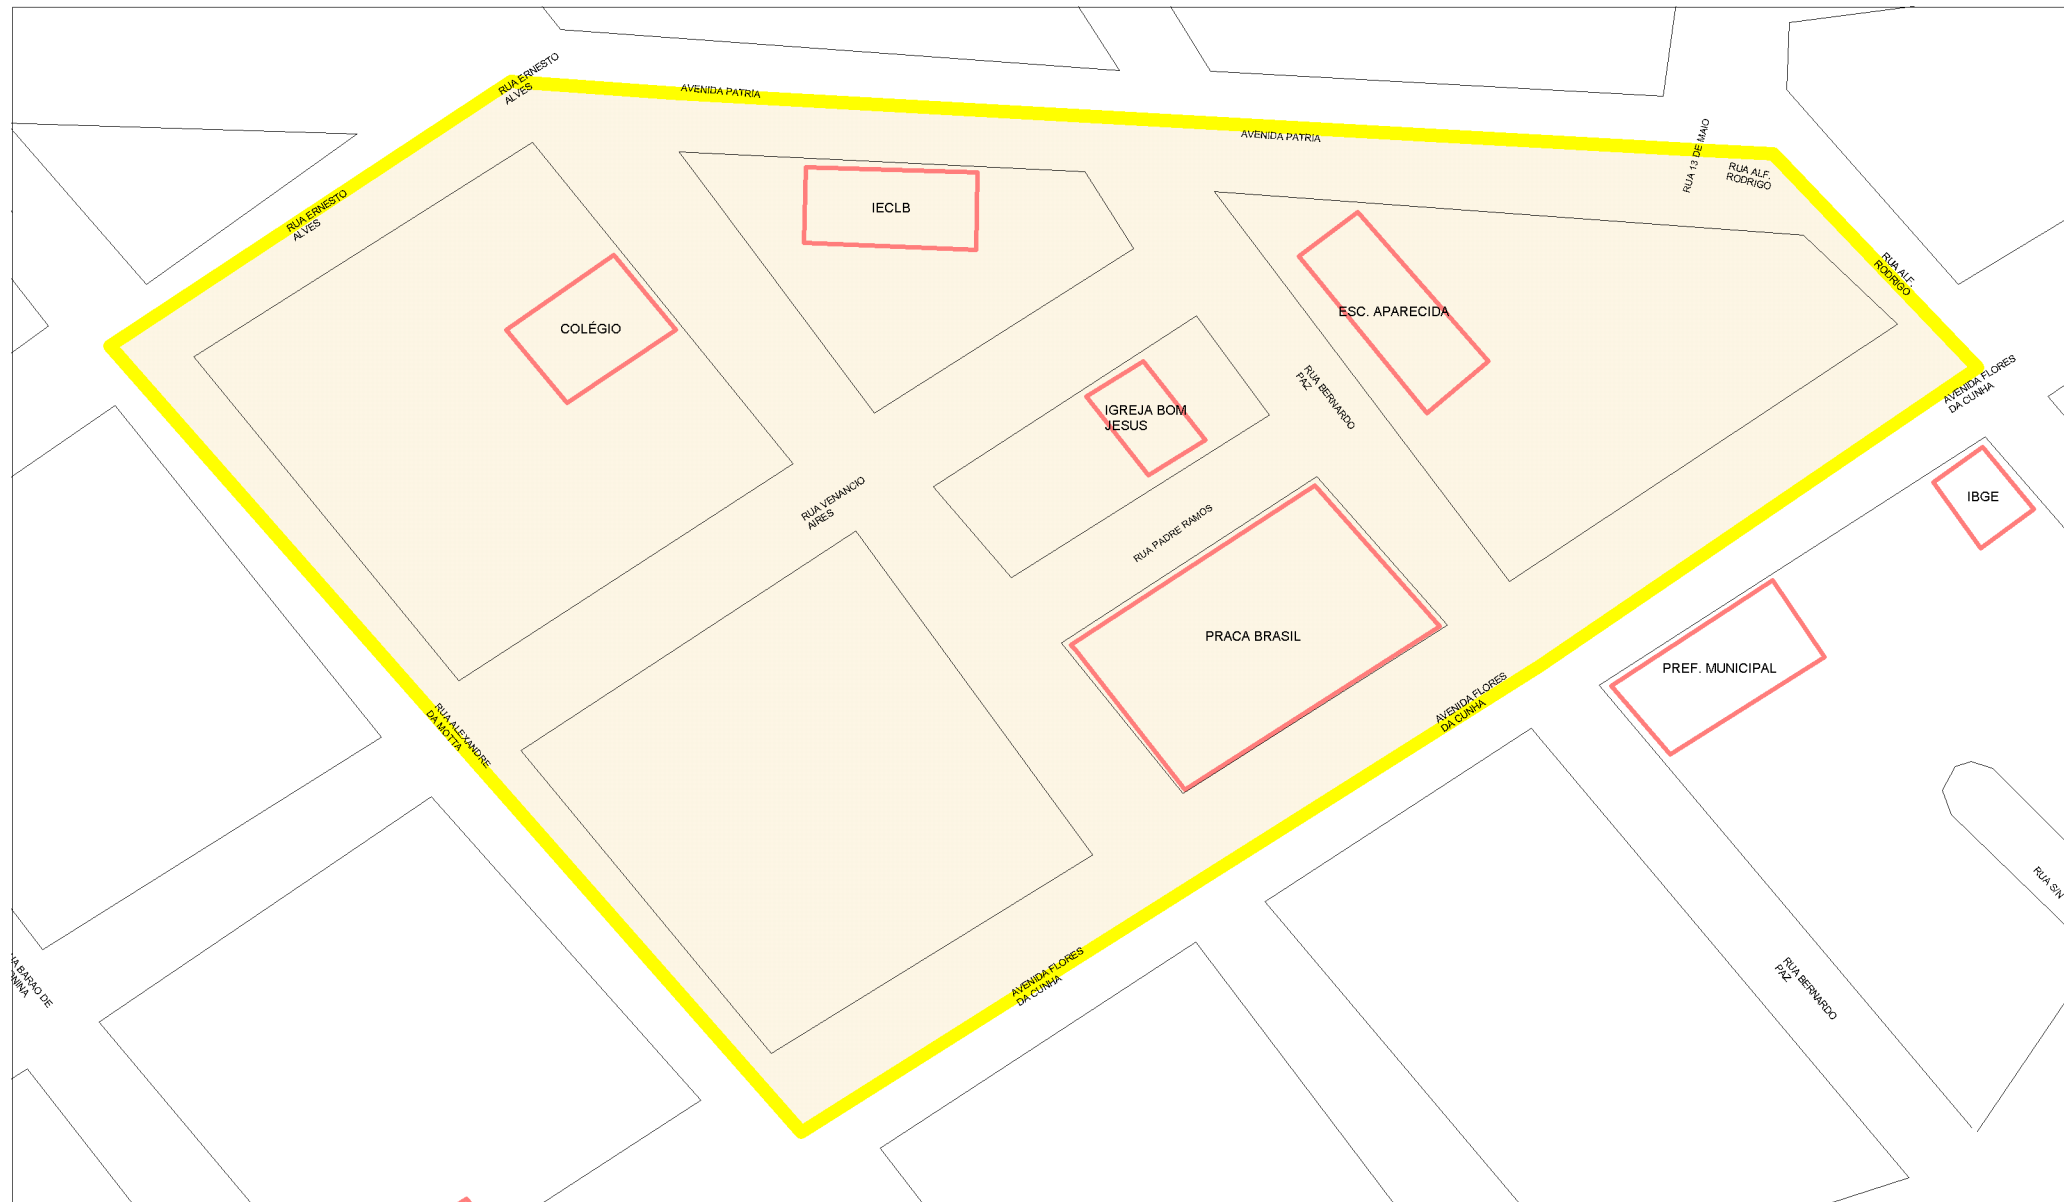 RUA ERNESTO
ALVES
AVENIDA PATRIA
AVENIDA PATRIA
RUA 13 DE MAIO
RUA ALF.
RODRIGO
RUA ERNESTO
ALVES
IECLB
COLÉGIO
ESC. APARECIDA
RUA ALF.
RODRIGO
AVENIDA FLORES
DA CUNHA
RUA BERNARDO
PAZ
IGREJA BOM
JESUS
RUA VENANCIO
AIRES
RUA PADRE RAMOS
IBGE
PRACA BRASIL
PREF. MUNICIPAL
RUA ALEXANDRE
DA MOTTA
AVENIDA FLORES
DA CUNHA
RUA S/N
AVENIDA FLORES
DA CUNHA
RUA BERNARDO
PAZ
BARAO DE